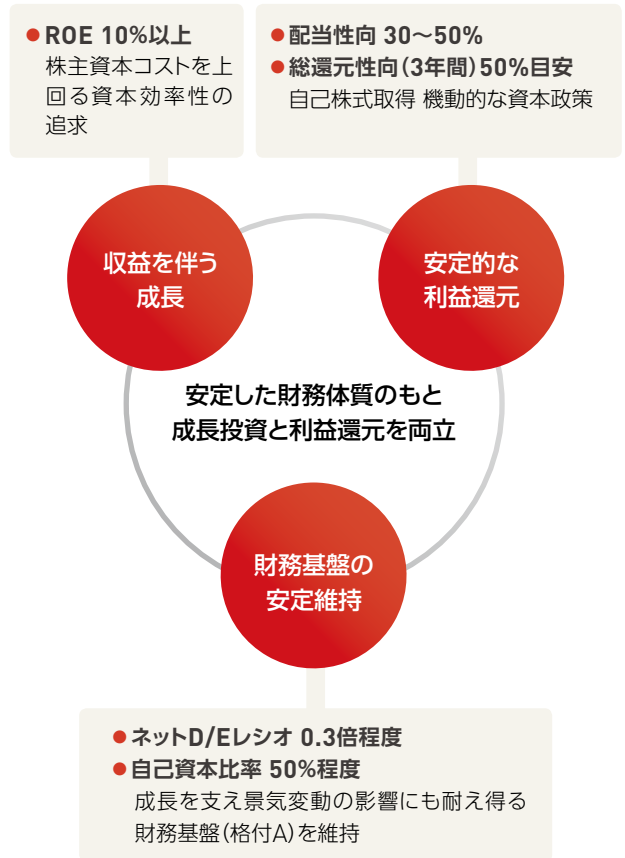 ●ROE 10%以上
株主資本コストを上
回る資本効率性の
追求
●配当性向 30〜50%
●総還元性向(3年間)50%目安
自己株式取得 機動的な資本政策
収益を伴う
成長
安定的な
利益還元
安定した財務体質のもと
成長投資と利益還元を両立
財務基盤の
安定維持
●ネットD/Eレシオ 0.3倍程度
●自己資本比率 50%程度
成長を支え景気変動の影響にも耐え得る
財務基盤(格付A)を維持